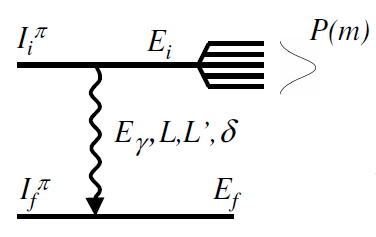 I_i^π E_i P(m)
E_γ, L, L’, δ
I_f^π E_f